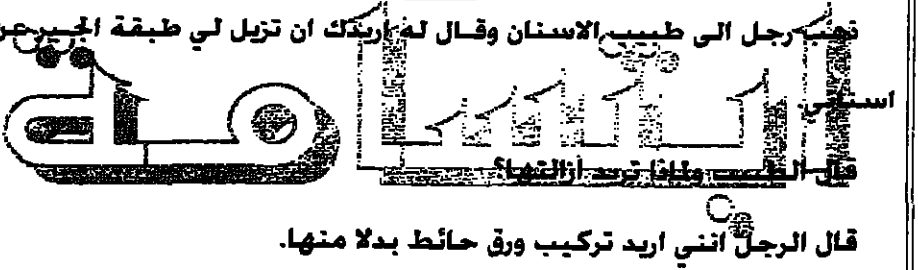 ذهب رجل الى طبيب الاسنان وقال له اريدك ان تزيل لي طبقة الجير عن
اسناني.
ابتسامة
قال الطبيب ولماذا تريد ازالتها؟
قال الرجل انني اريد تركيب ورق حائط بدلا منها.